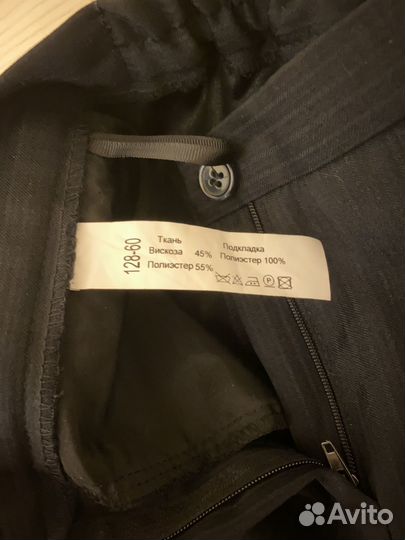 128-60
Ткань
Вискоза 45%
Полиэстер 55%
Подкладка
Полиэстер 100%
P
Avito